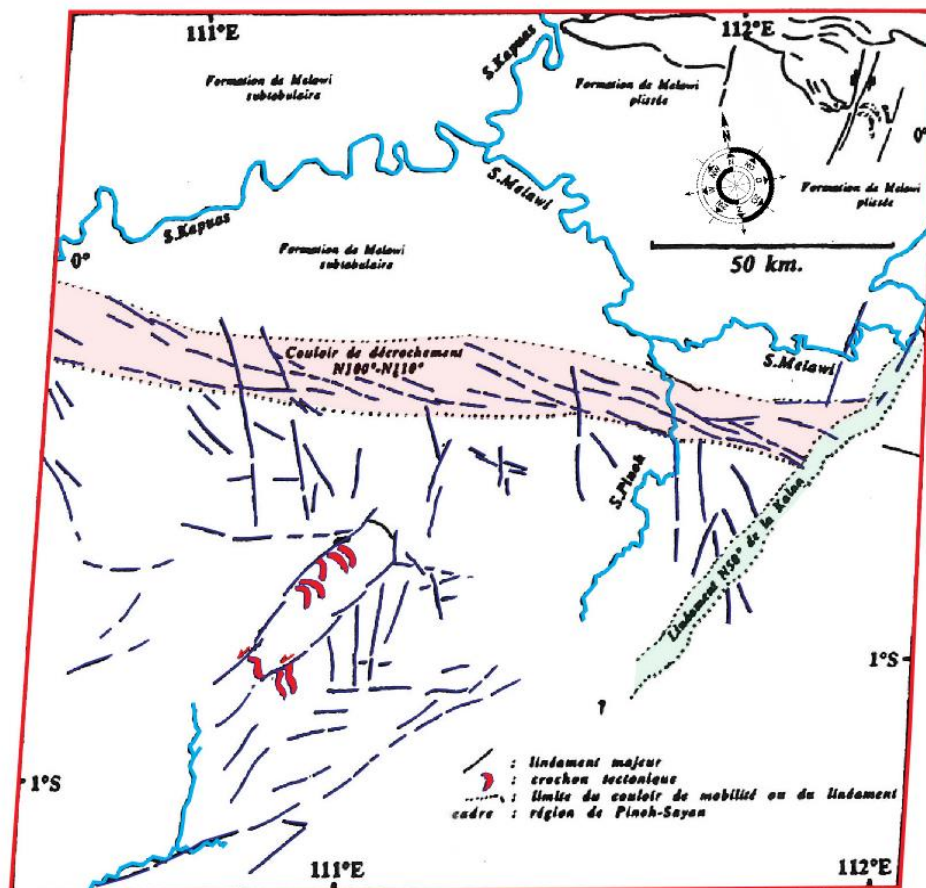 111°E
112°E
S.Kapuas
Formation de Melawi
subtabulaire
Formation de Melawi
plissée
N
0°
S.Melawi
Formation de Melawi
plissée
S.Kapuas
0°
Formation de Melawi
subtabulaire
50 km.
Couloir de décrochement
N100°-N110°
S.Melawi
S.Pinoh
Linéament N50° de la Kalan
1°S
?
: linéament majeur
: crochon tectonique
: limite du couloir de mobilité ou du linéament
cadre : région de Pinoh-Sayan
1°S
111°E
112°E